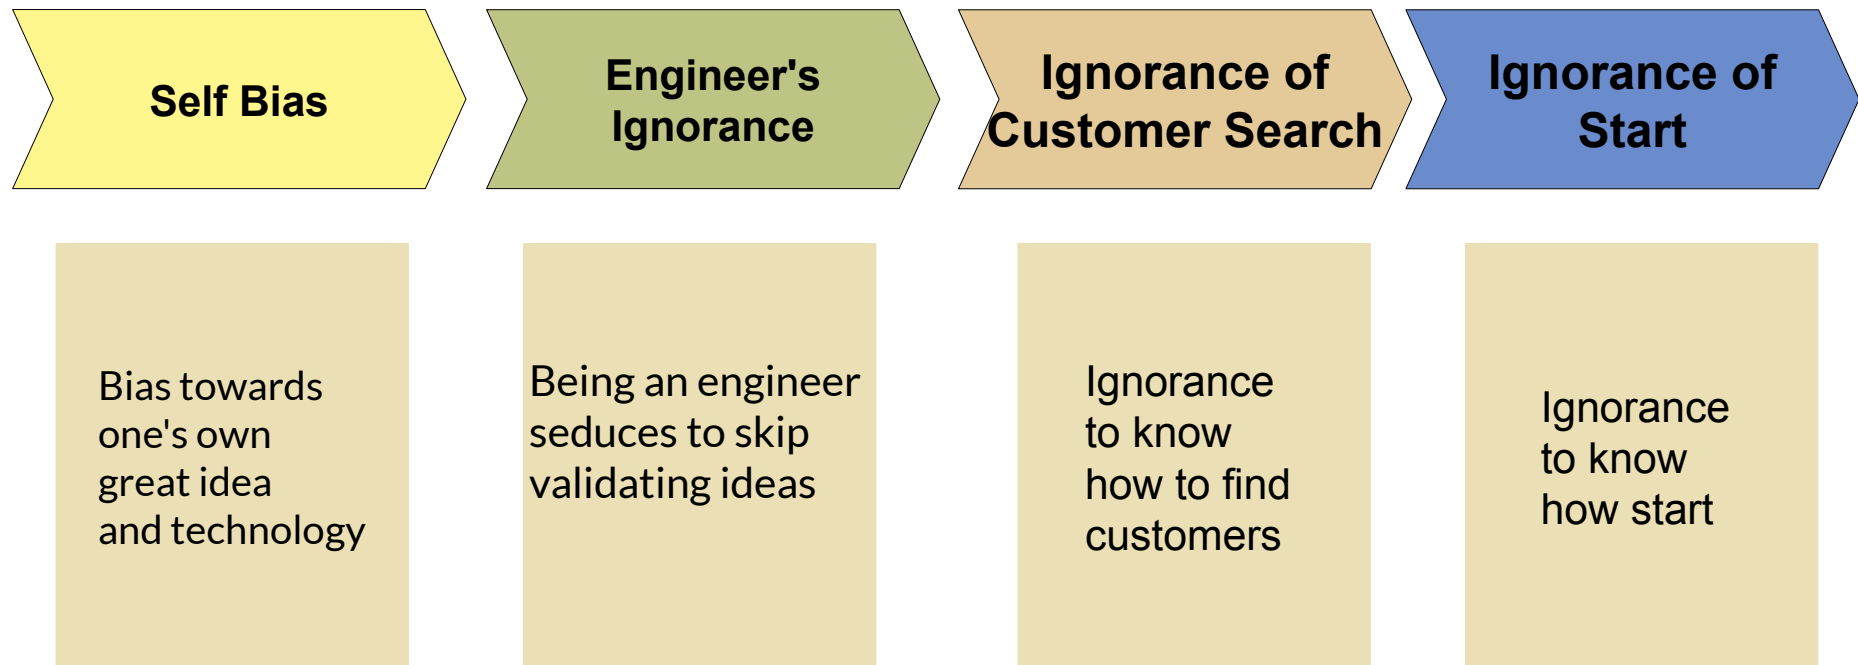 Self Bias
Engineer's
Ignorance
Ignorance of
Customer Search
Ignorance of
Start
Bias towards
one's own
great idea
and technology
Being an engineer
seduces to skip
validating ideas
Ignorance
to know
how to find
customers
Ignorance
to know
how start